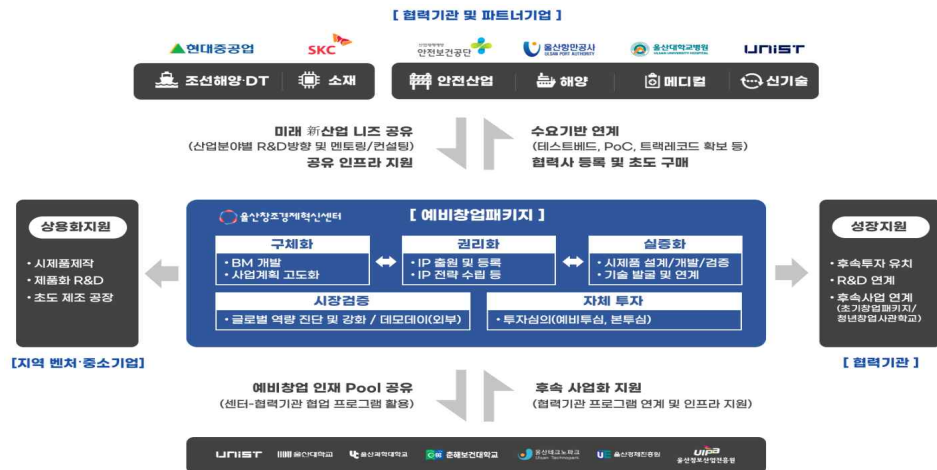 [ 협력기관 및 파트너기업 ]
현대중공업
SKC
안전보건공단
울산항만공사
ULSAN PORT AUTHORITY
울산대학교병원
ULSAN UNIVERSITY HOSPITAL
UNIST
조선해양·DT
소재
안전산업
해양
메디컬
신기술
미래 新산업 니즈 공유
(산업분야별 R&D방향 및 멘토링/컨설팅)
공유 인프라 지원
수요기반 연계
(테스트베드, PoC, 트랙레코드 확보 등)
협력사 등록 및 초도 구매
상용화지원
• 시제품제작
• 제품화 R&D
• 초도 제조 공장
[지역 벤처·중소기업]
울산창조경제혁신센터
[ 예비창업패키지 ]
구체화
• BM 개발
• 사업계획 고도화
권리화
• IP 출원 및 등록
• IP 전략 수립 등
실증화
• 시제품 설계/개발/검증
• 기술 발굴 및 연계
시장검증
• 글로벌 역량 진단 및 강화 / 데모데이(외부)
자체 투자
• 투자심의(예비투심, 본투심)
성장지원
• 후속투자 유치
• R&D 연계
• 후속사업 연계
(초기창업패키지/
청년창업사관학교)
[ 협력기관 ]
예비창업 인재 Pool 공유
(센터-협력기관 협업 프로그램 활용)
후속 사업화 지원
(협력기관 프로그램 연계 및 인프라 지원)
UNIST
울산대학교
울산과학대학교
춘해보건대학교
울산테크노파크
Ulsan Technopark
울산경제진흥원
UIPA
울산정보산업진흥원